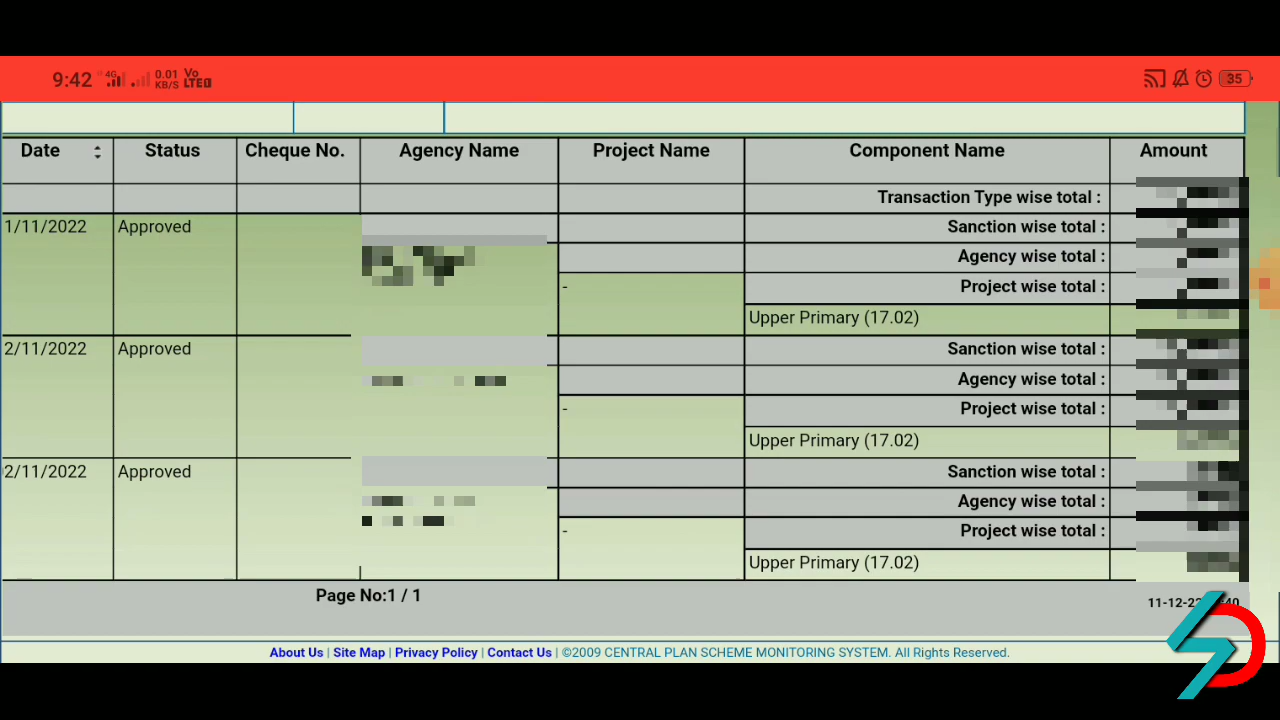 9:42 4G 0.01 KB/S Vo LTE 35
Date Status Cheque No. Agency Name Project Name Component Name Amount
Transaction Type wise total :
1/11/2022 Approved Sanction wise total :
Agency wise total :
- Project wise total :
Upper Primary (17.02)
2/11/2022 Approved Sanction wise total :
Agency wise total :
- Project wise total :
Upper Primary (17.02)
2/11/2022 Approved Sanction wise total :
Agency wise total :
- Project wise total :
Upper Primary (17.02)
Page No:1 / 1
11-12-22
About Us | Site Map | Privacy Policy | Contact Us | ©2009 CENTRAL PLAN SCHEME MONITORING SYSTEM. All Rights Reserved.